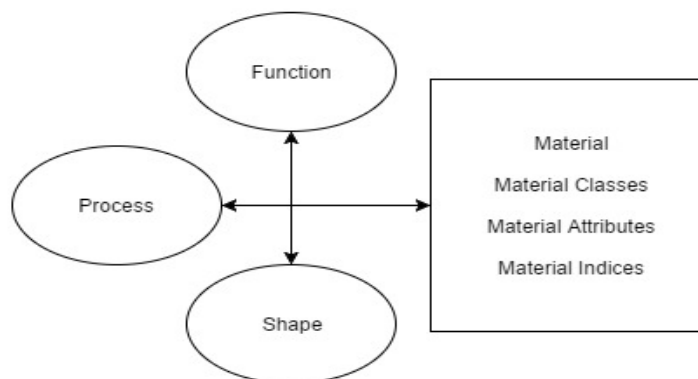 Function
Process
Material
Material Classes
Material Attributes
Material Indices
Shape